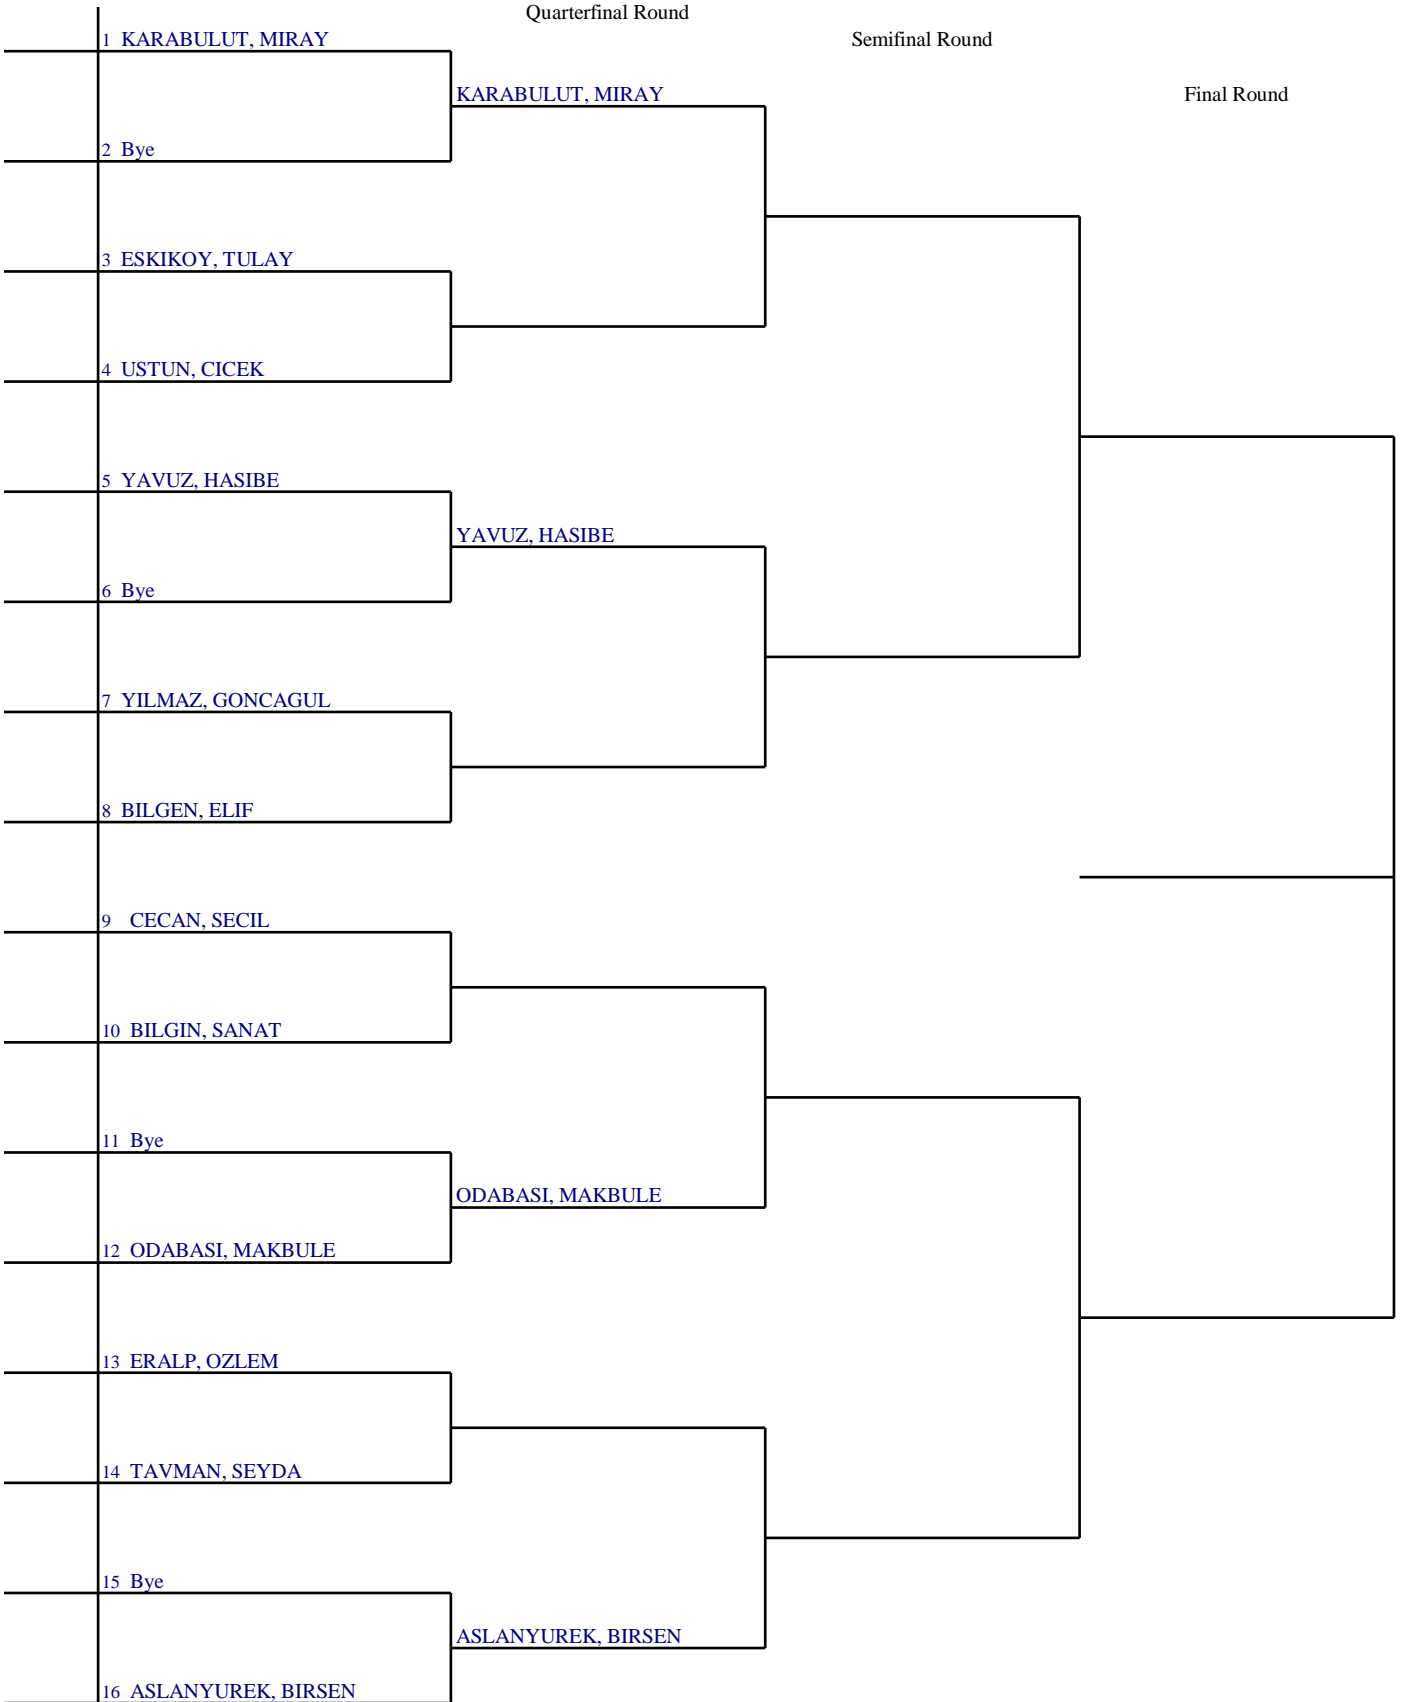 Quarterfinal Round
1 KARABULUT, MIRAY
Semifinal Round
KARABULUT, MIRAY
Final Round
2 Bye
3 ESKIKOY, TULAY
4 USTUN, CICEK
5 YAVUZ, HASIBE
YAVUZ, HASIBE
6 Bye
7 YILMAZ, GONCAGUL
8 BILGEN, ELIF
9 CECAN, SECIL
10 BILGIN, SANAT
11 Bye
ODABASI, MAKBULE
12 ODABASI, MAKBULE
13 ERALP, OZLEM
14 TAVMAN, SEYDA
15 Bye
ASLANYUREK, BIRSEN
16 ASLANYUREK, BIRSEN